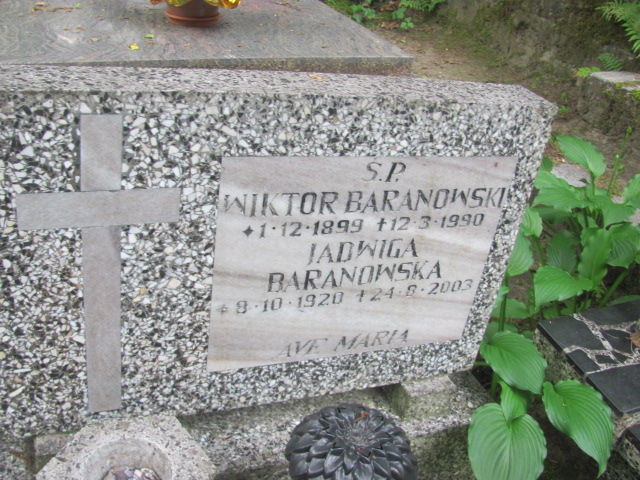 S.P.
WIKTOR BARANOWSKI
*1·12·1899 †12·3·1990
JADWIGA
BARANOWSKA
*8·10·1920 †24·8·2003
AVE MARIA